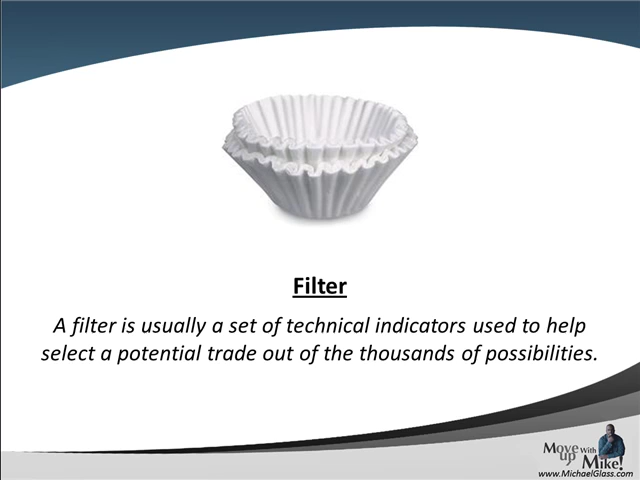 Filter
A filter is usually a set of technical indicators used to help
select a potential trade out of the thousands of possibilities.
Move up With Mike!
www.MichaelGlass.com